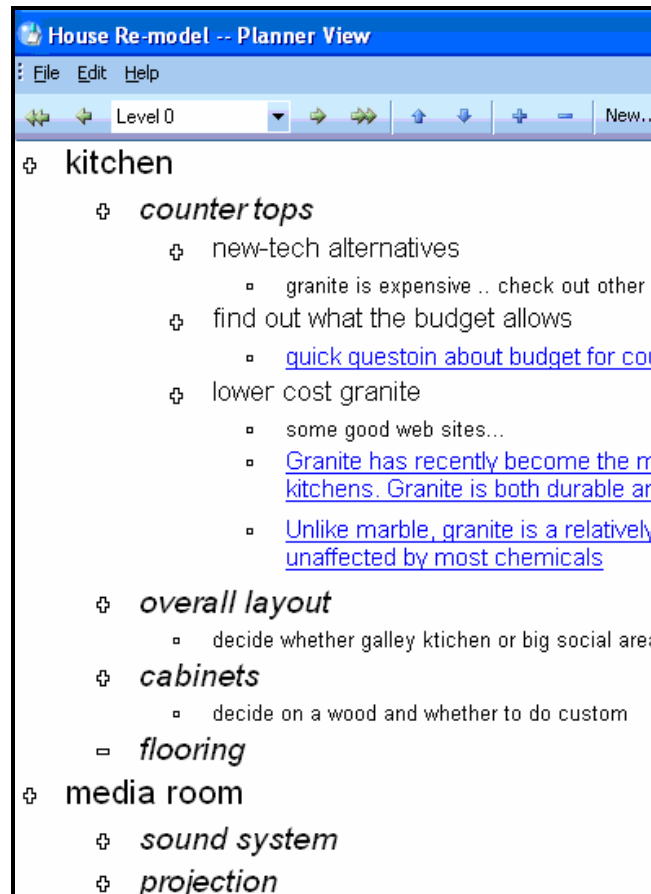 House Re-model -- Planner View
File Edit Help
Level 0 New..
kitchen
counter tops
new-tech alternatives
granite is expensive .. check out other
find out what the budget allows
quick questoin about budget for cou
lower cost granite
some good web sites...
Granite has recently become the m
kitchens. Granite is both durable an
Unlike marble, granite is a relatively
unaffected by most chemicals
overall layout
decide whether galley ktichen or big social area
cabinets
decide on a wood and whether to do custom
flooring
media room
sound system
projection